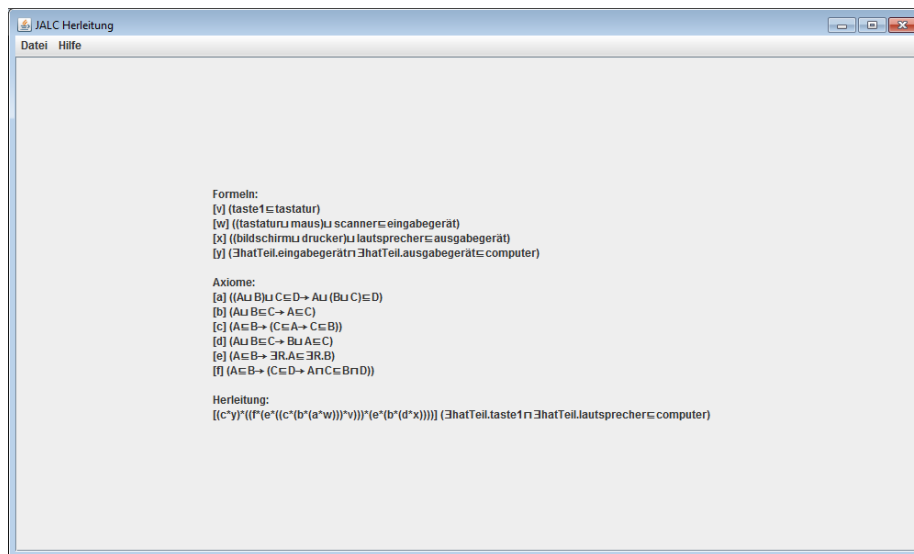 JALC Herleitung
Datei Hilfe
Formeln:
[v] (taste1⊑tastatur)
[w] ((tastatur⊔ maus)⊔ scanner⊑eingabegerät)
[x] ((bildschirm⊔ drucker)⊔ lautsprecher⊑ausgabegerät)
[y] (∃hatTeil.eingabegerät⊓∃hatTeil.ausgabegerät⊑computer)
Axiome:
[a] ((A⊔ B)⊔ C⊑D→ A⊔ (B⊔ C)⊑D)
[b] (A⊔ B⊑C→ A⊑C)
[c] (A⊑B→ (C⊑A→ C⊑B))
[d] (A⊔ B⊑C→ B⊔ A⊑C)
[e] (A⊑B→ ∃R.A⊑∃R.B)
[f] (A⊑B→ (C⊑D→ A⊓C⊑B⊓D))
Herleitung:
[(c*y)*((f*(e*((c*(b*(a*w)))*v)))*(e*(b*(d*x))))] (∃hatTeil.taste1⊓∃hatTeil.lautsprecher⊑computer)